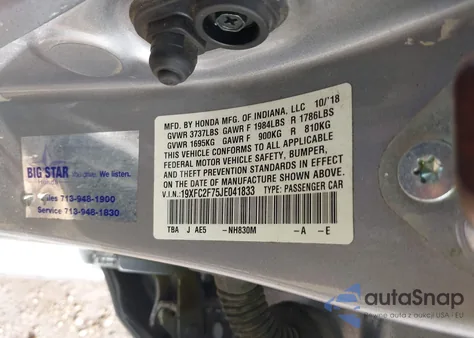 MFD. BY HONDA MFG. OF INDIANA, LLC 10/'18
GVWR 3737LBS GAWR F 1984LBS R 1786LBS
GVWR 1695KG GAWR F 900KG R 810KG
THIS VEHICLE CONFORMS TO ALL APPLICABLE
FEDERAL MOTOR VEHICLE SAFETY, BUMPER,
AND THEFT PREVENTION STANDARDS IN EFFECT
ON THE DATE OF MANUFACTURE SHOWN ABOVE.
V.I.N.: 19XFC2F75JE041833 TYPE: PASSENGER CAR
TBA J AE5 -NH830M -A -E
BIG STAR
Sales 713-948-1900
Service 713-948-1830
autoSnap
aukcje USA - EU